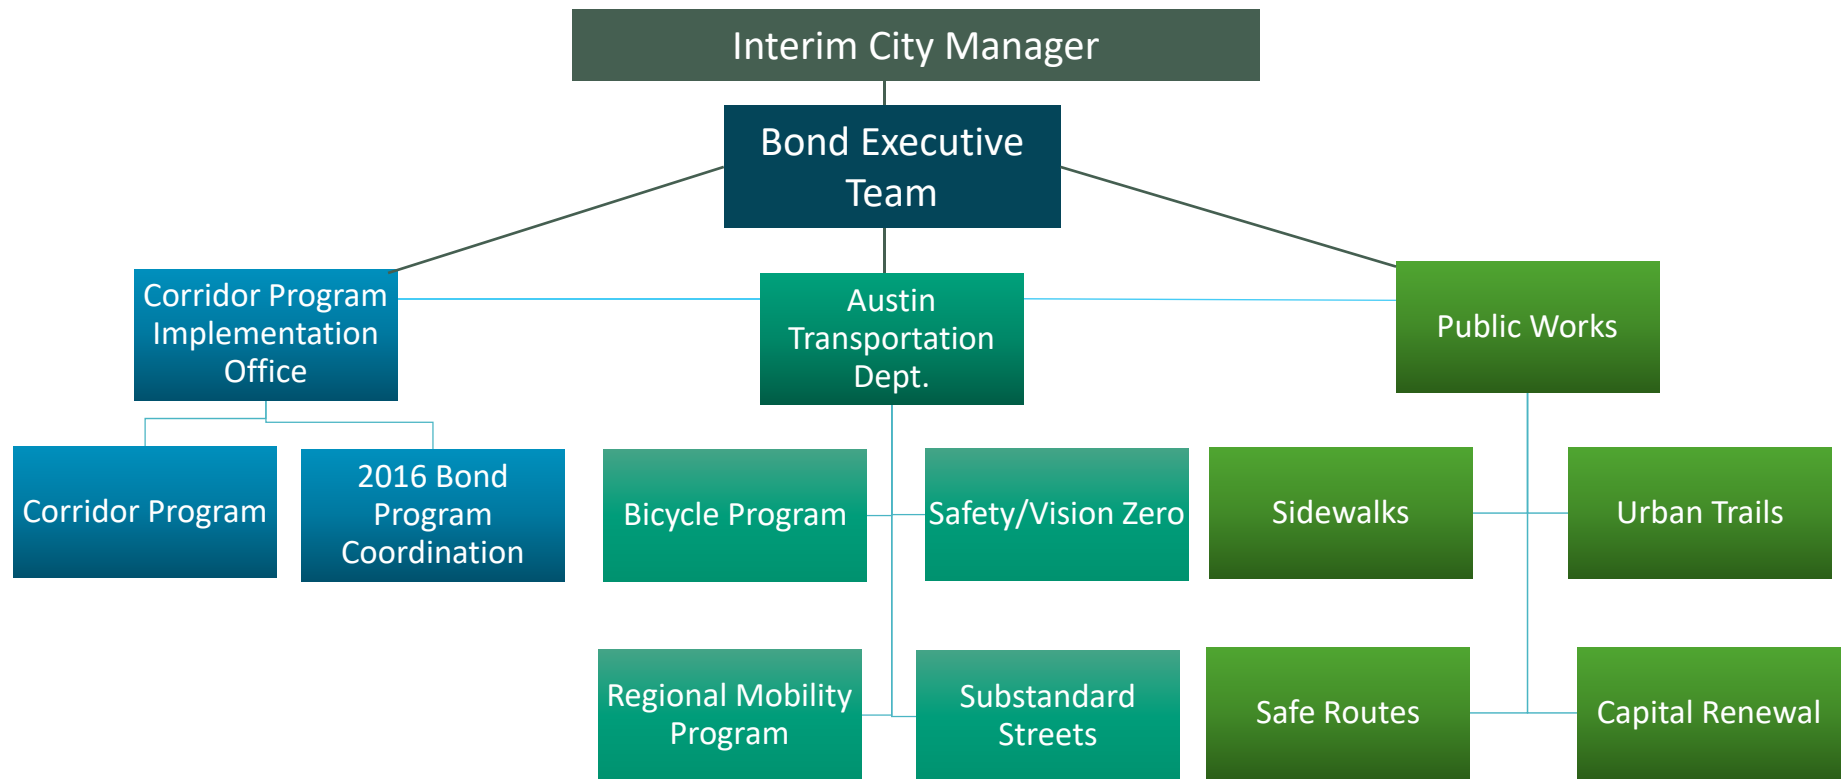 Interim City Manager
Bond Executive
Team
Corridor Program
Implementation
Office
Austin
Transportation
Dept.
Public Works
Corridor Program
2016 Bond
Program
Coordination
Bicycle Program
Safety/Vision Zero
Sidewalks
Urban Trails
Regional Mobility
Program
Substandard
Streets
Safe Routes
Capital Renewal